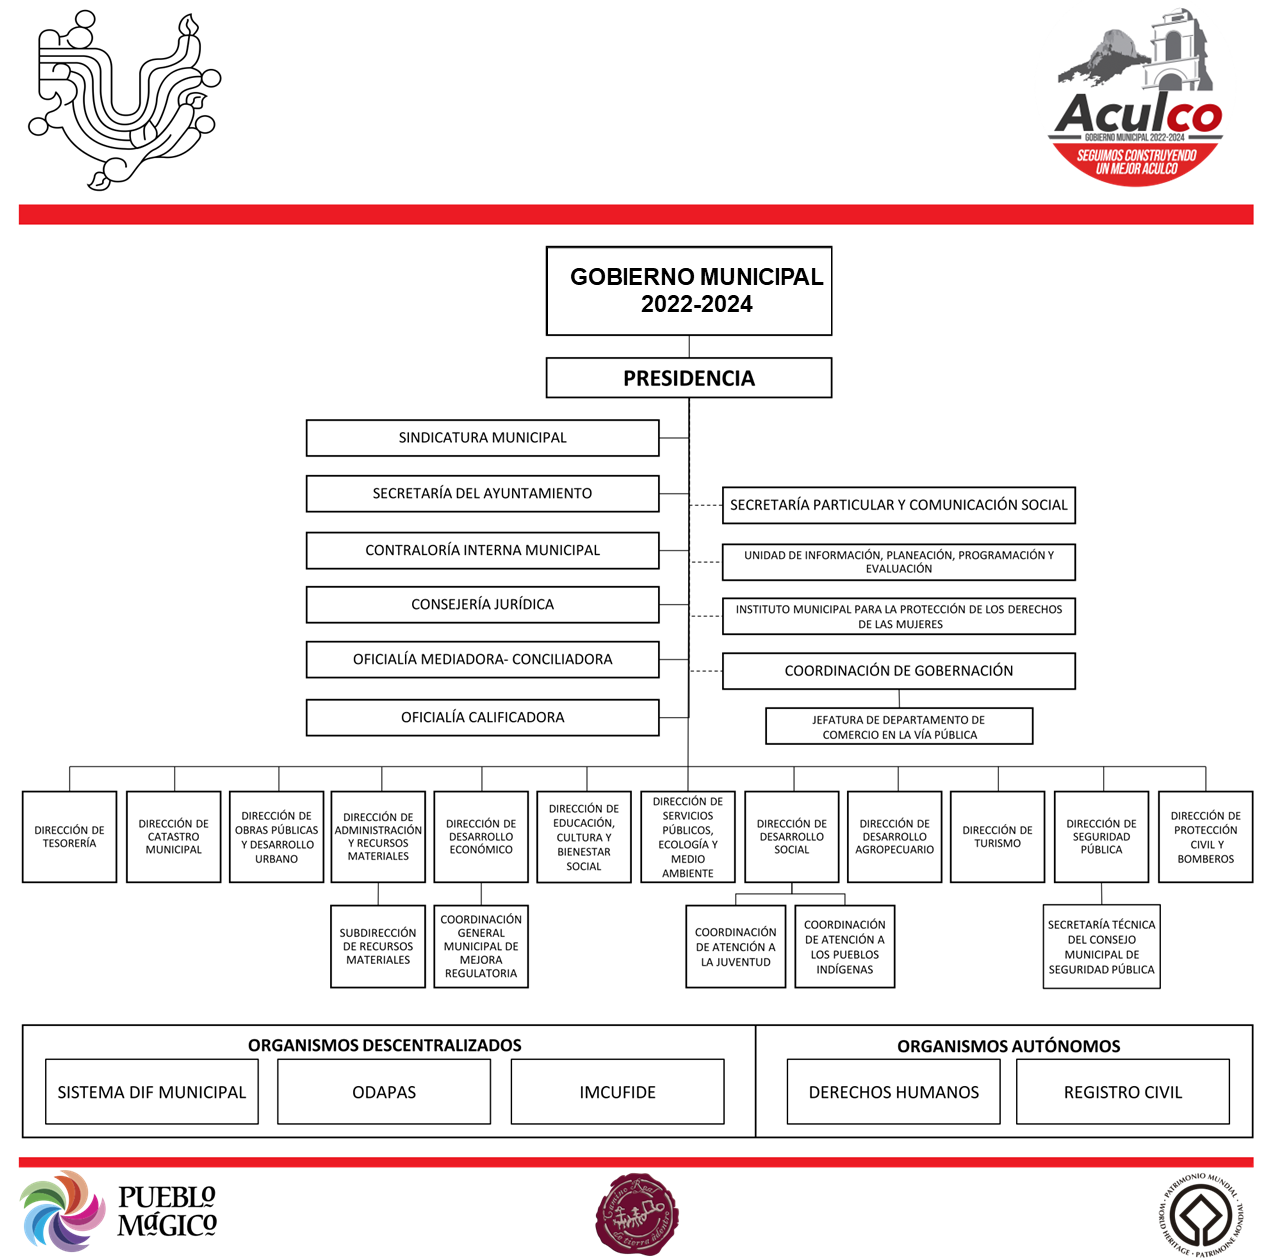 Aculco
GOBIERNO MUNICIPAL 2022-2024
SEGUIMOS CONSTRUYENDO
UN MEJOR ACULCO
GOBIERNO MUNICIPAL
2022-2024
PRESIDENCIA
SINDICATURA MUNICIPAL
SECRETARÍA DEL AYUNTAMIENTO
CONTRALORÍA INTERNA MUNICIPAL
CONSEJERÍA JURÍDICA
OFICIALÍA MEDIADORA- CONCILIADORA
OFICIALÍA CALIFICADORA
SECRETARÍA PARTICULAR Y COMUNICACIÓN SOCIAL
UNIDAD DE INFORMACIÓN, PLANEACIÓN, PROGRAMACIÓN Y
EVALUACIÓN
INSTITUTO MUNICIPAL PARA LA PROTECCIÓN DE LOS DERECHOS
DE LAS MUJERES
COORDINACIÓN DE GOBERNACIÓN
JEFATURA DE DEPARTAMENTO DE
COMERCIO EN LA VÍA PÚBLICA
DIRECCIÓN DE
TESORERÍA
DIRECCIÓN DE
CATASTRO
MUNICIPAL
DIRECCIÓN DE
OBRAS PÚBLICAS
Y DESARROLLO
URBANO
DIRECCIÓN DE
ADMINISTRACIÓN
Y RECURSOS
MATERIALES
DIRECCIÓN DE
DESARROLLO
ECONÓMICO
DIRECCIÓN DE
EDUCACIÓN,
CULTURA Y
BIENESTAR
SOCIAL
DIRECCIÓN DE
SERVICIOS
PÚBLICOS,
ECOLOGÍA Y
MEDIO
AMBIENTE
DIRECCIÓN DE
DESARROLLO
SOCIAL
DIRECCIÓN DE
DESARROLLO
AGROPECUARIO
DIRECCIÓN DE
TURISMO
DIRECCIÓN DE
SEGURIDAD
PÚBLICA
DIRECCIÓN DE
PROTECCIÓN
CIVIL Y
BOMBEROS
SUBDIRECCIÓN
DE RECURSOS
MATERIALES
COORDINACIÓN
GENERAL
MUNICIPAL DE
MEJORA
REGULATORIA
COORDINACIÓN
DE ATENCIÓN A
LA JUVENTUD
COORDINACIÓN
DE ATENCIÓN A
LOS PUEBLOS
INDÍGENAS
SECRETARÍA TÉCNICA
DEL CONSEJO
MUNICIPAL DE
SEGURIDAD PÚBLICA
ORGANISMOS DESCENTRALIZADOS
SISTEMA DIF MUNICIPAL
ODAPAS
IMCUFIDE
ORGANISMOS AUTÓNOMOS
DERECHOS HUMANOS
REGISTRO CIVIL
PUEBLO
MÁGICO
Camino Real
de tierra adentro
PATRIMONIO MUNDIAL
WORLD HERITAGE
PATRIMOINE MONDIAL